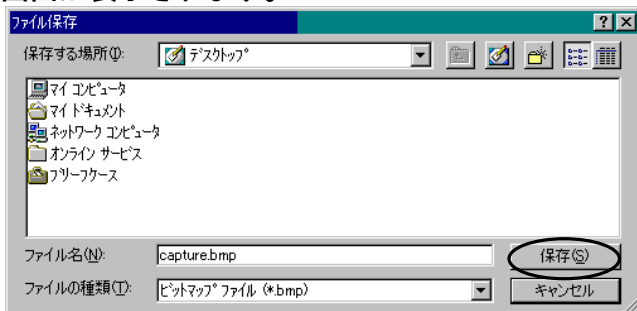 ﾌｧｲﾙ保存
保存する場所(I):
ﾃﾞｽｸﾄｯﾌﾟ
ﾏｲ ｺﾝﾋﾟｭｰﾀ
ﾏｲ ﾄﾞｷｭﾒﾝﾄ
ﾈｯﾄﾜｰｸ ｺﾝﾋﾟｭｰﾀ
ｵﾝﾗｲﾝ ｻｰﾋﾞｽ
ﾌﾞﾘｰﾌｹｰｽ
ファイル名(N):
capture.bmp
保存(S)
ファイルの種類(T):
ﾋﾞｯﾄﾏｯﾌﾟ ﾌｧｲﾙ (*.bmp)
キャンセル